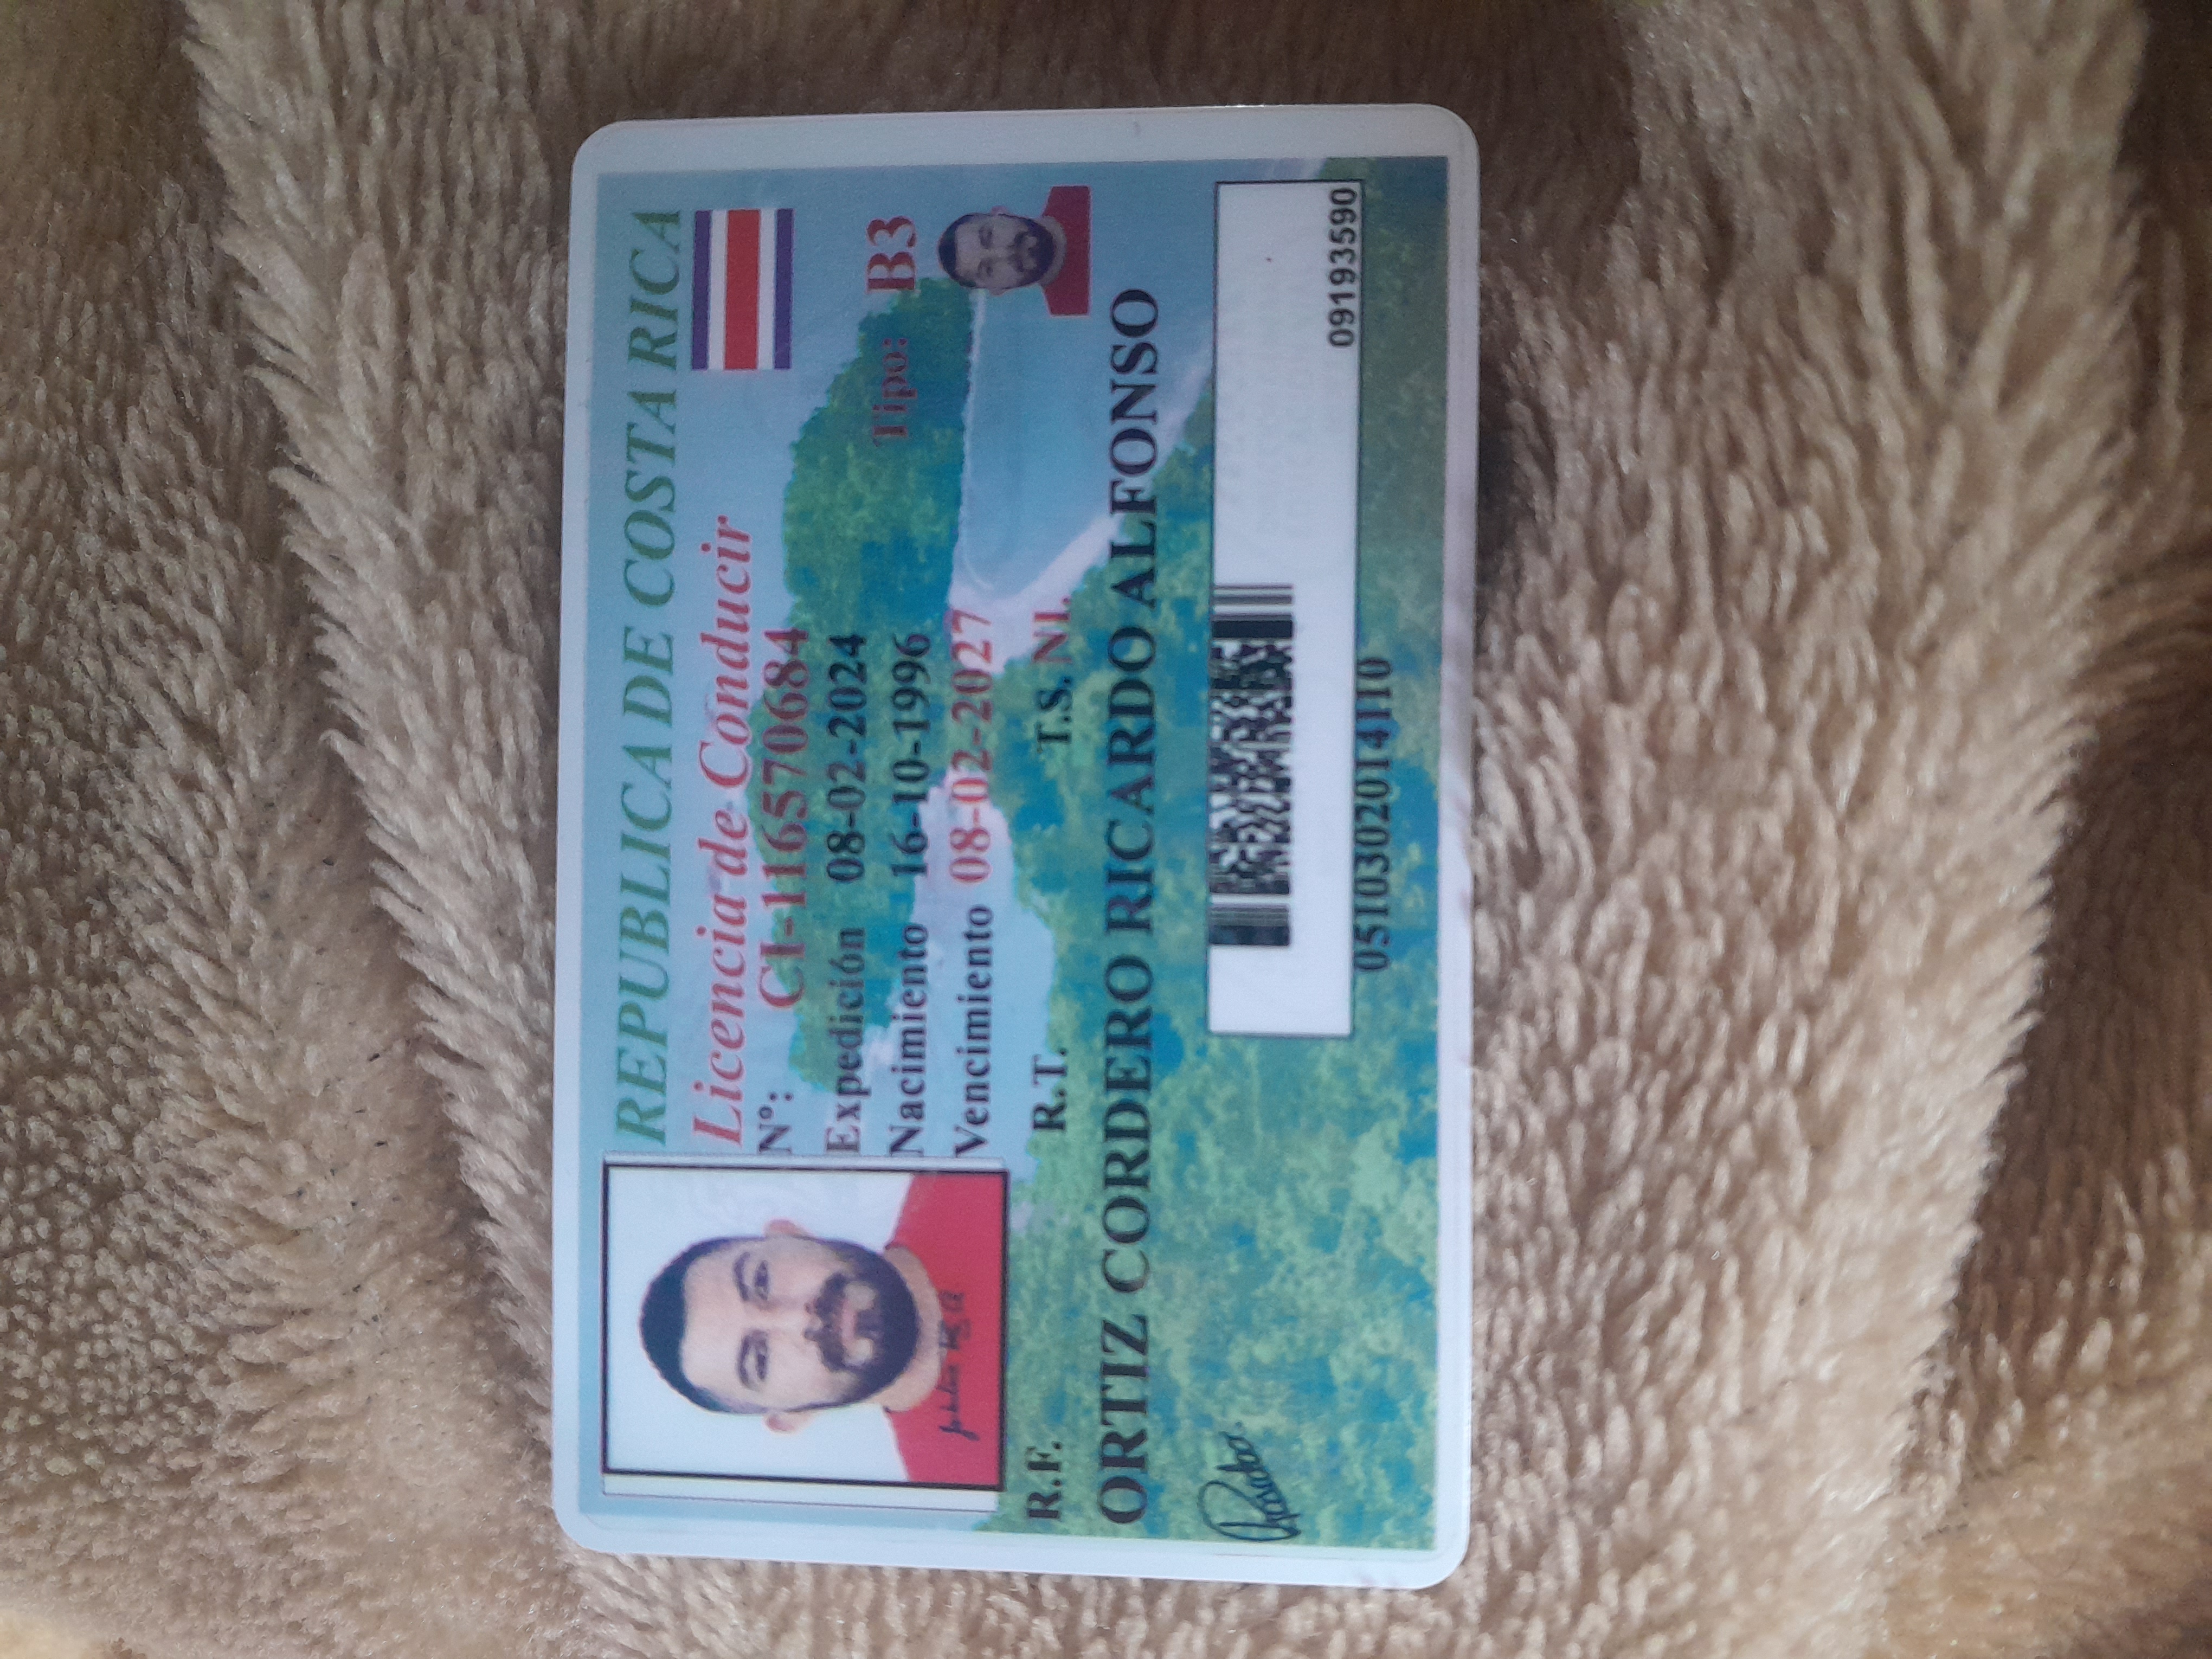 REPUBLICA DE COSTA RICA
Licencia de Conducir
Nº: CI-116570684
Expedición 08-02-2024
Nacimiento 16-10-1996
Tipo: B3
Vencimiento 08-02-2027
R.F. R.T. T.S. NI.
ORTIZ CORDERO RICARDO ALFONSO
09193590